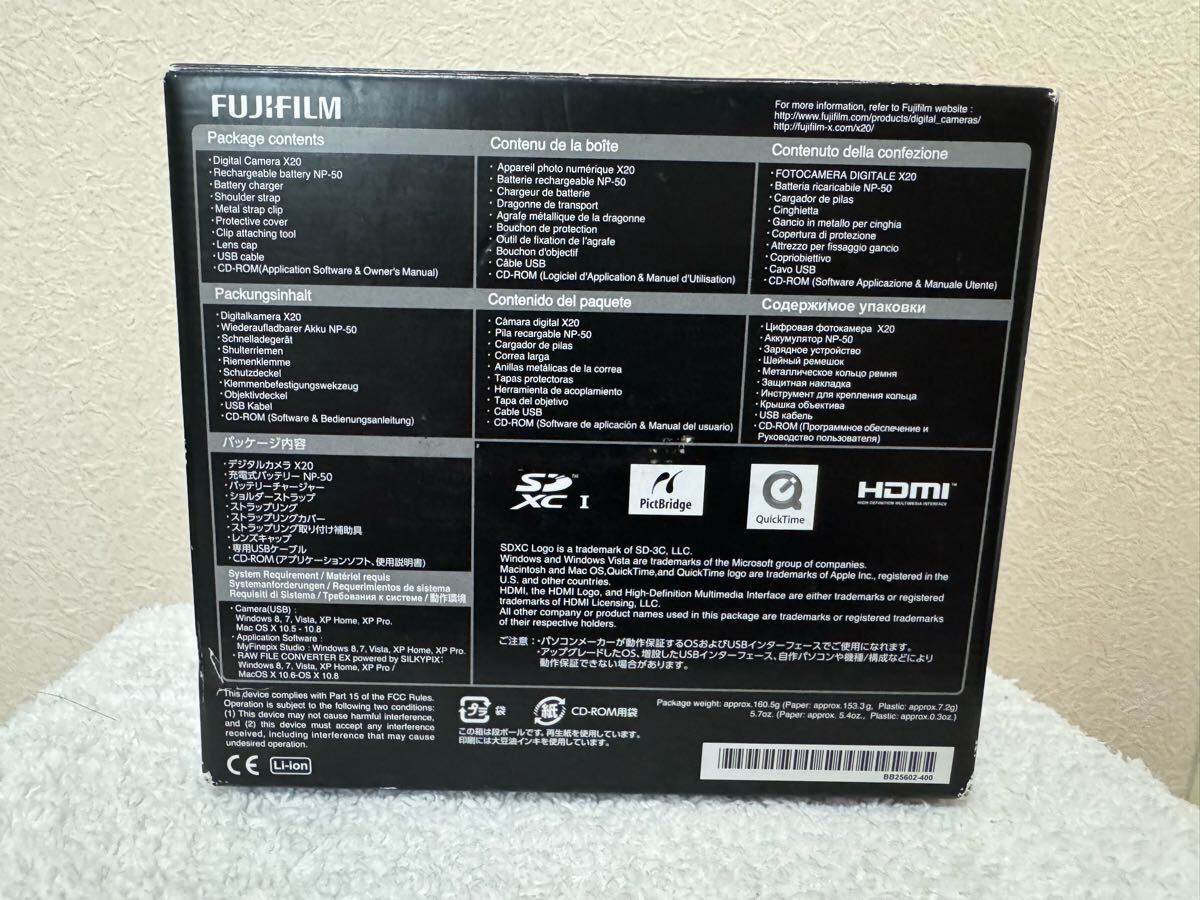 FUJIFILM
For more information, refer to Fujifilm website :
http://www.fujifilm.com/products/digital_cameras/
http://fujifilm-x.com/x20/
Package contents
・Digital Camera X20
・Rechargeable battery NP-50
・Battery charger
・Shoulder strap
・Metal strap clip
・Protective cover
・Clip attaching tool
・Lens cap
・USB cable
・CD-ROM(Application Software & Owner's Manual)
Contenu de la boîte
・Appareil photo numérique X20
・Batterie rechargeable NP-50
・Chargeur de batterie
・Dragonne de transport
・Agrafe métallique de la dragonne
・Bouchon de protection
・Outil de fixation de l'agrafe
・Bouchon d'objectif
・Câble USB
・CD-ROM (Logiciel d'Application & Manuel d'Utilisation)
Contenuto della confezione
・FOTOCAMERA DIGITALE X20
・Batteria ricaricabile NP-50
・Cargador de pilas
・Cinghietta
・Gancio in metallo per cinghia
・Copertura di protezione
・Attrezzo per fissaggio gancio
・Copriobiettivo
・Cavo USB
・CD-ROM (Software Applicazione & Manuale Utente)
Packungsinhalt
・Digitalkamera X20
・Wiederaufladbarer Akku NP-50
・Schnelladegerät
・Shulterriemen
・Riemenklemme
・Schutzdeckel
・Klemmenbefestigungswekzeug
・Objektivdeckel
・USB Kabel
・CD-ROM (Software & Bedienungsanleitung)
Contenido del paquete
・Cámara digital X20
・Pila recargable NP-50
・Cargador de pilas
・Correa larga
・Anillas metálicas de la correa
・Tapas protectoras
・Herramienta de acoplamiento
・Tapa del objetivo
・Cable USB
・CD-ROM (Software de aplicación & Manual del usuario)
Содержимое упаковки
・Цифровая фотокамера X20
・Аккумулятор NP-50
・Зарядное устройство
・Шейный ремешок
・Металлическое кольцо ремня
・Защитная накладка
・Инструмент для крепления кольца
・Крышка объектива
・USB кабель
・CD-ROM (Программное обеспечение и
Руководство пользователя)
パッケージ内容
・デジタルカメラ X20
・充電式バッテリー NP-50
・バッテリーチャージャー
・ショルダーストラップ
・ストラップリング
・ストラップリングカバー
・ストラップリング取り付け補助具
・レンズキャップ
・専用USBケーブル
・CD-ROM(アプリケーションソフト、使用説明書)
System Requirement / Matériel requis
Systemanforderungen / Requerimientos de sistema
Requisiti di Sistema / Требования к системе / 動作環境
・Camera(USB) :
Windows 8, 7, Vista, XP Home, XP Pro.
Mac OS X 10.5 - 10.8
・Application Software :
MyFinepix Studio : Windows 8, 7, Vista, XP Home, XP Pro.
・RAW FILE CONVERTER EX powered by SILKYPIX:
Windows 8, 7, Vista, XP Home, XP Pro /
MacOS X 10.6-OS X 10.8
SD XC I
PictBridge
QuickTime
HDMI™
HIGH-DEFINITION MULTIMEDIA INTERFACE
SDXC Logo is a trademark of SD-3C, LLC.
Windows and Windows Vista are trademarks of the Microsoft group of companies.
Macintosh and Mac OS,QuickTime,and QuickTime logo are trademarks of Apple Inc., registered in the
U.S. and other countries.
HDMI, the HDMI Logo, and High-Definition Multimedia Interface are either trademarks or registered
trademarks of HDMI Licensing, LLC.
All other company or product names used in this package are trademarks or registered trademarks
of their respective holders.
ご注意 : ・パソコンメーカーが動作保証するOSおよびUSBインターフェースでご使用になれます。
・アップグレードしたOS、増設したUSBインターフェース、自作パソコンや機種/構成などにより
動作保証できない場合があります。
This device complies with Part 15 of the FCC Rules.
Operation is subject to the following two conditions:
(1) This device may not cause harmful interference,
and (2) this device must accept any interference
received, including interference that may cause
undesired operation.
CE Li-ion
プラ 袋 紙 CD-ROM用袋
この箱は段ボールです。再生紙を使用しています。
印刷には大豆油インキを使用しています。
Package weight: approx.160.5g (Paper: approx.153.3g, Plastic: approx.7.2g)
5.7oz. (Paper: approx. 5.4oz., Plastic: approx.0.3oz.)
BB25602-400